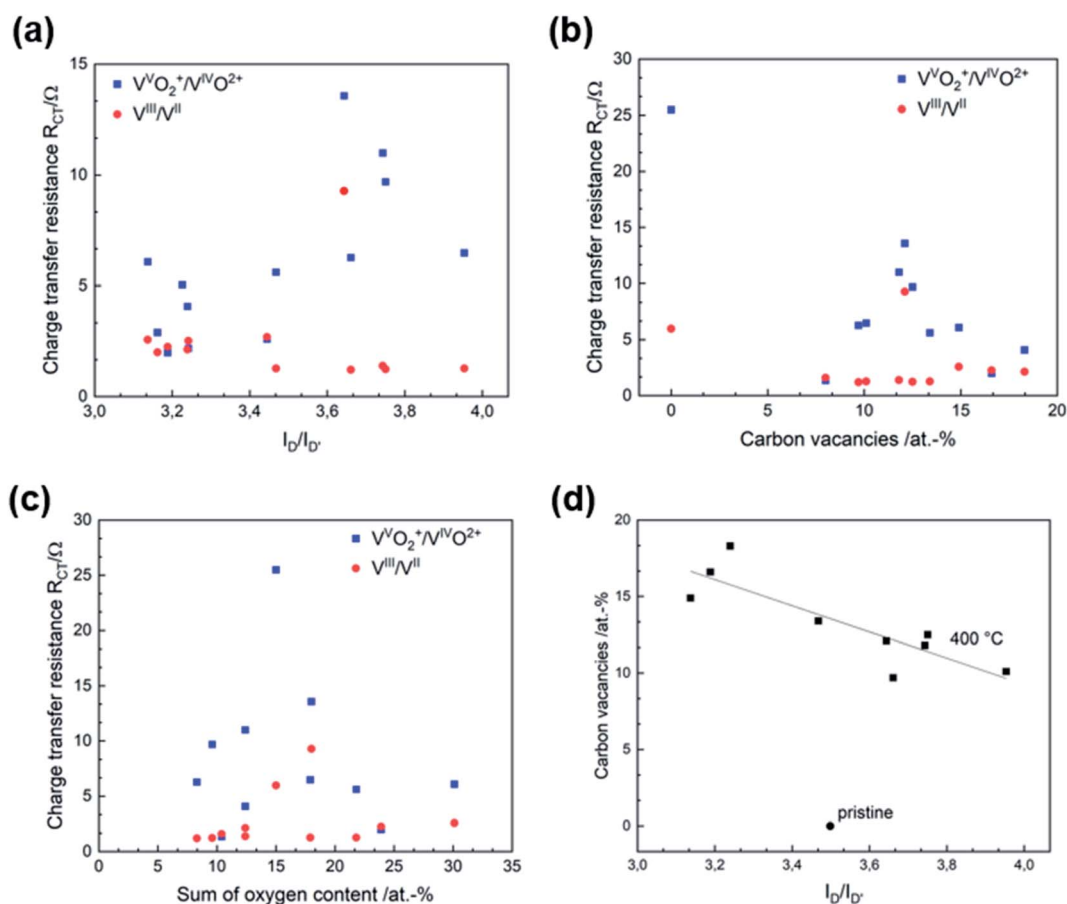 (a)
Charge transfer resistance R_CT/Ω
15
10
5
0
V^VO_2^+/V^IVO^2+
V^III/V^II
3,0 3,2 3,4 3,6 3,8 4,0
I_D/I_D'
(b)
Charge transfer resistance R_CT/Ω
30
25
20
15
10
5
0
V^VO_2^+/V^IVO^2+
V^III/V^II
0 5 10 15 20
Carbon vacancies /at.-%
(c)
Charge transfer resistance R_CT/Ω
30
25
20
15
10
5
0
V^VO_2^+/V^IVO^2+
V^III/V^II
5 10 15 20 25 30 35
Sum of oxygen content /at.-%
(d)
Carbon vacancies /at.-%
20
15
10
5
0
400 °C
pristine
3,0 3,2 3,4 3,6 3,8 4,0
I_D/I_D'